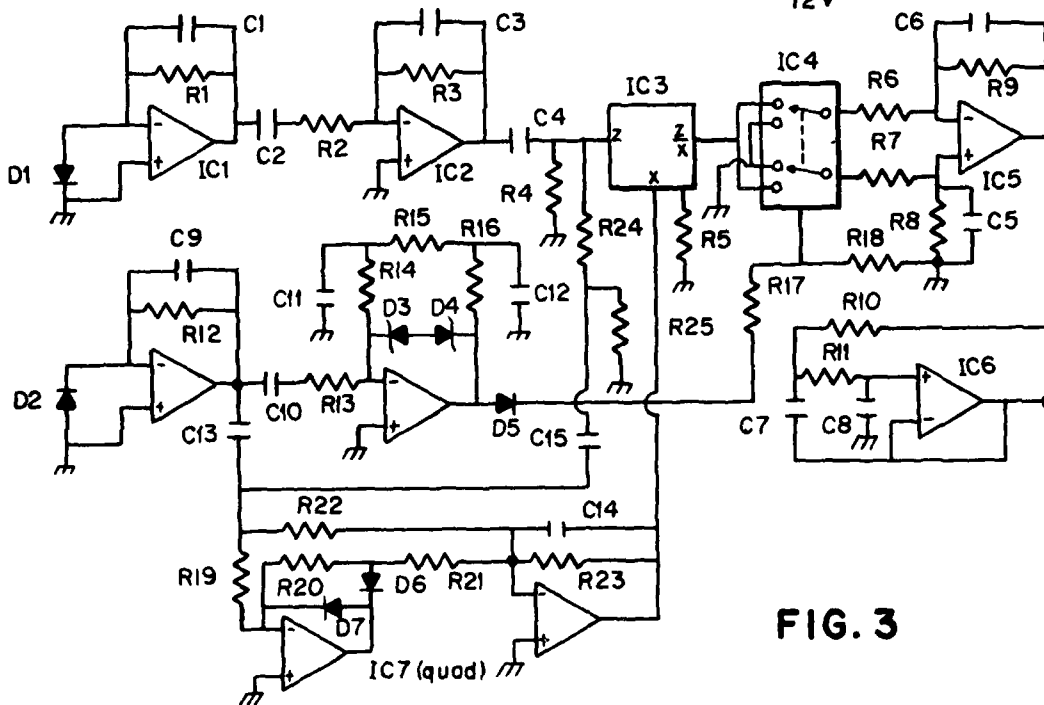 12V
C1
C3
C6
R1
R3
IC3
IC4
R6
R9
C2
R2
C4
Z
Z/X
X
R7
D1
IC1
IC2
IC5
R4
R24
R5
R8
C5
C9
R15
R16
R18
R17
R14
C11
C12
D3
D4
R25
R10
R12
R11
IC6
D2
C10
R13
D5
C15
C7
C8
C13
R22
C14
R19
R20
D6
R21
R23
D7
IC7 (quad)
FIG. 3